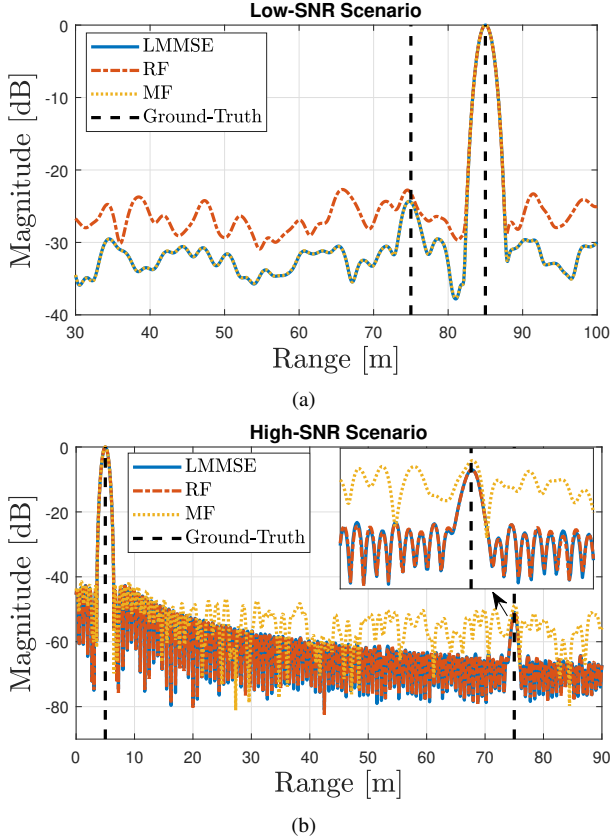 Low-SNR Scenario
0
-10
-20
-30
-40
Magnitude [dB]
LMMSE
RF
MF
Ground-Truth
30 40 50 60 70 80 90 100
Range [m]
(a)
High-SNR Scenario
0
-20
-40
-60
-80
Magnitude [dB]
LMMSE
RF
MF
Ground-Truth
0 10 20 30 40 50 60 70 80 90
Range [m]
(b)